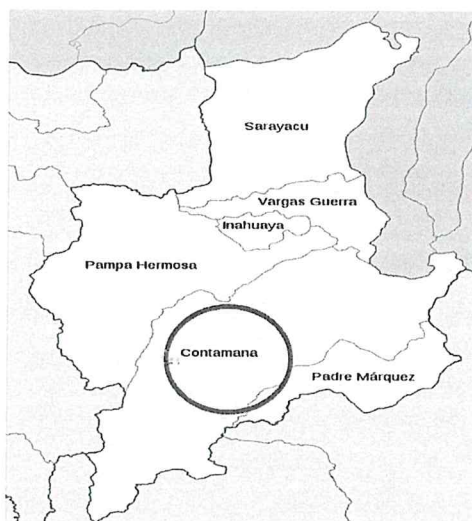 Sarayacu
Vargas Guerra
Inahuaya
Pampa Hermosa
Contamana
Padre Márquez